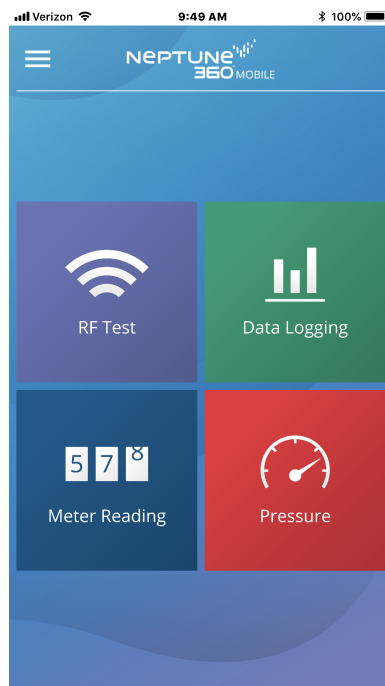 Verizon 9:49 AM 100%
NEPTUNE
360 MOBILE
RF Test
Data Logging
5 7 8
Meter Reading
Pressure